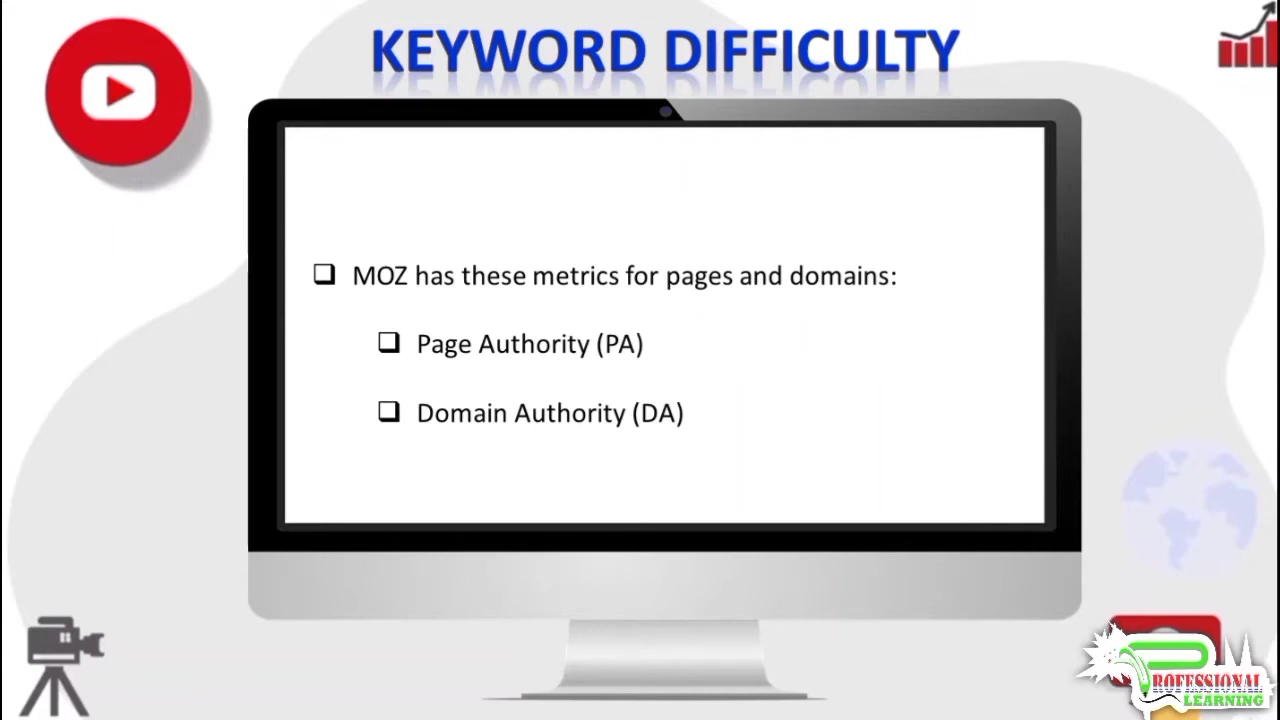 KEYWORD DIFFICULTY
MOZ has these metrics for pages and domains:
Page Authority (PA)
Domain Authority (DA)
PROFESSIONAL
LEARNING